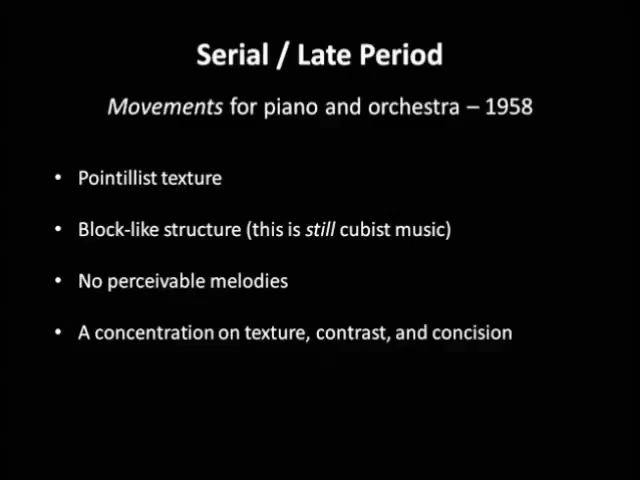 Serial / Late Period
Movements for piano and orchestra – 1958
• Pointillist texture
• Block-like structure (this is still cubist music)
• No perceivable melodies
• A concentration on texture, contrast, and concision